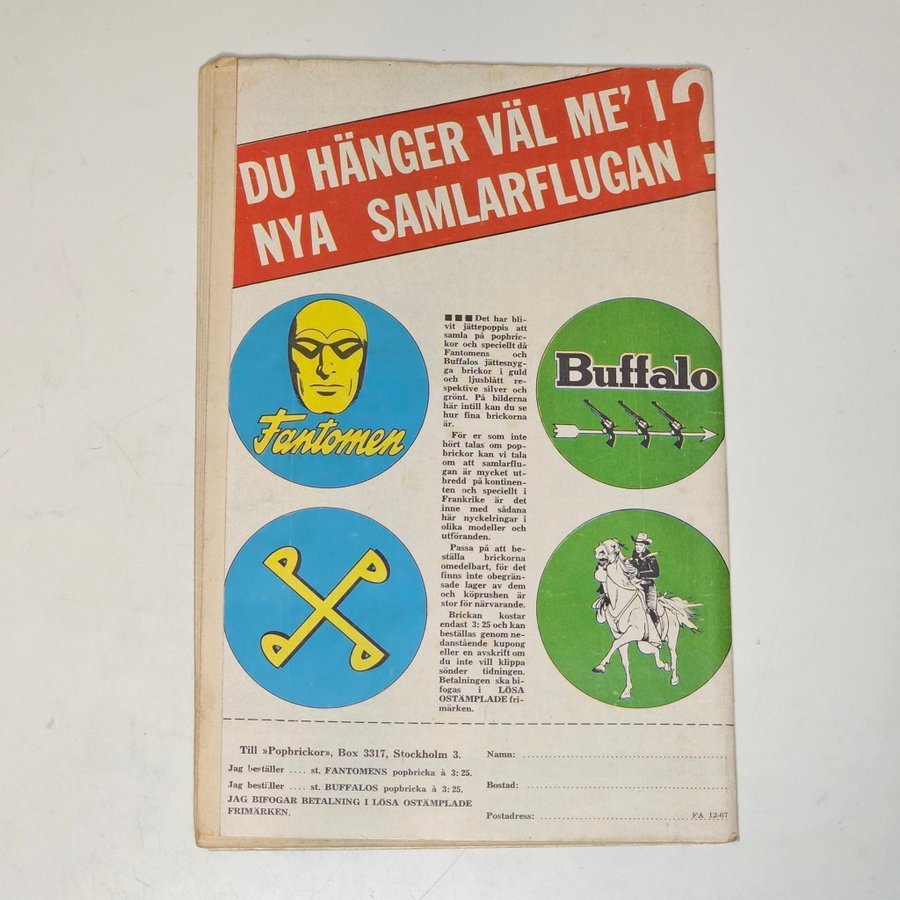 DU HÄNGER VÄL ME' I
NYA SAMLARFLUGAN ?
Fantomen
■■■ Det har bli-
vit jättepoppis att
samla på popbric-
kor och speciellt då
Fantomens och
Buffalos jättesnyg-
ga brickor i guld
och ljusblått re-
spektive silver och
grönt. På bilderna
här intill kan du se
hur fina brickorna
är.
För er som inte
hört talas om pop-
brickor kan vi tala
om att samlarflu-
gan är mycket ut-
bredd på kontinen-
ten och speciellt i
Frankrike är det
inne med sådana
här nyckelringar i
olika modeller och
utföranden.
Passa på att be-
ställa brickorna
omedelbart, för det
finns inte obegrän-
sade lager av dem
och köprushen är
stor för närvarande.
Brickan kostar
endast 3: 25 och kan
beställas genom ne-
danstående kupong
eller en avskrift om
du inte vill klippa
sönder tidningen.
Betalningen ska bi-
fogas i LÖSA
OSTÄMPLADE fri-
märken.
Buffalo
Till »Popbrickor», Box 3317, Stockholm 3.
Jag beställer .... st. FANTOMENS popbricka à 3: 25.
Jag beställer .... st. BUFFALOS popbricka à 3: 25.
JAG BIFOGAR BETALNING I LÖSA OSTÄMPLADE
FRIMÄRKEN.
Namn:
Bostad:
Postadress:
FA 12-67